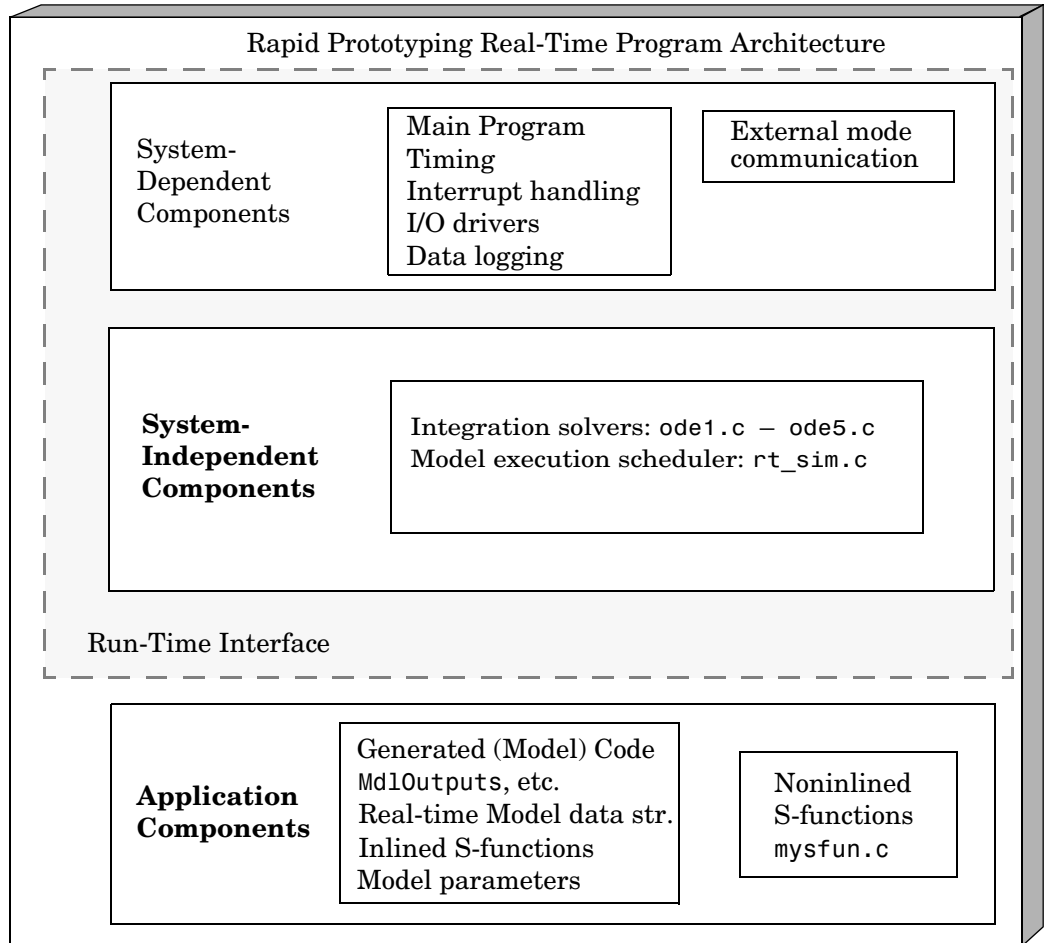 Rapid Prototyping Real-Time Program Architecture
System-
Dependent
Components
Main Program
Timing
Interrupt handling
I/O drivers
Data logging
External mode
communication
System-
Independent
Components
Integration solvers: ode1.c – ode5.c
Model execution scheduler: rt_sim.c
Run-Time Interface
Application
Components
Generated (Model) Code
MdlOutputs, etc.
Real-time Model data str.
Inlined S-functions
Model parameters
Noninlined
S-functions
mysfun.c